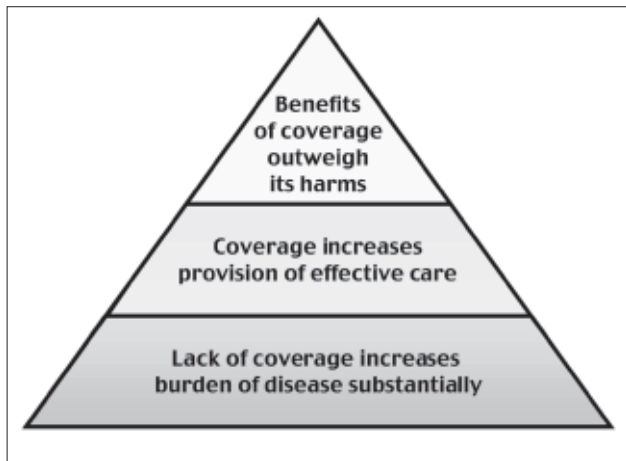 Benefits
of coverage
outweigh
its harms
Coverage increases
provision of effective care
Lack of coverage increases
burden of disease substantially